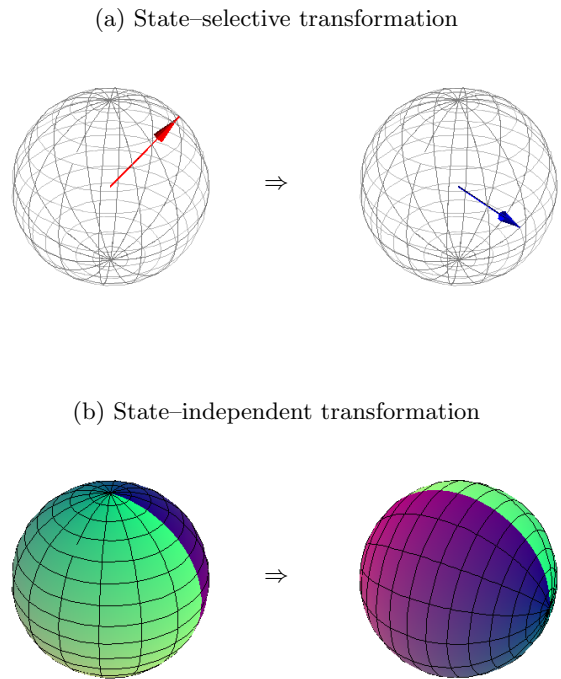 (a) State–selective transformation
⇒
(b) State–independent transformation
⇒